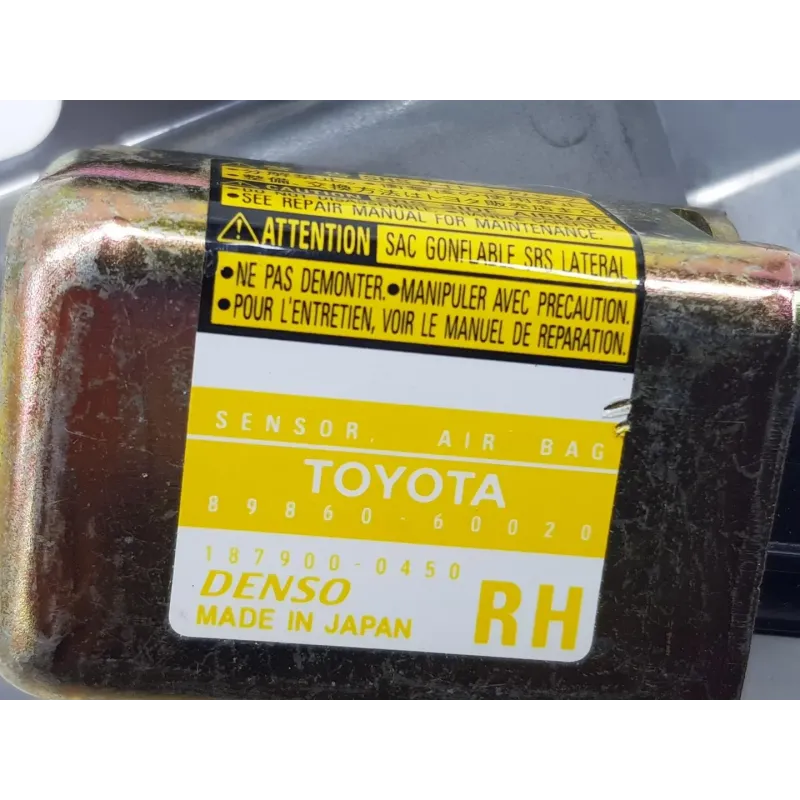 •SEE REPAIR MANUAL FOR MAINTENANCE.
ATTENTION SAC GONFLABLE SRS LATERAL
•NE PAS DEMONTER.•MANIPULER AVEC PRECAUTION.
•POUR L'ENTRETIEN, VOIR LE MANUEL DE REPARATION.
SENSOR, AIR BAG
TOYOTA
89860-60020
187900-0450
DENSO
MADE IN JAPAN
RH